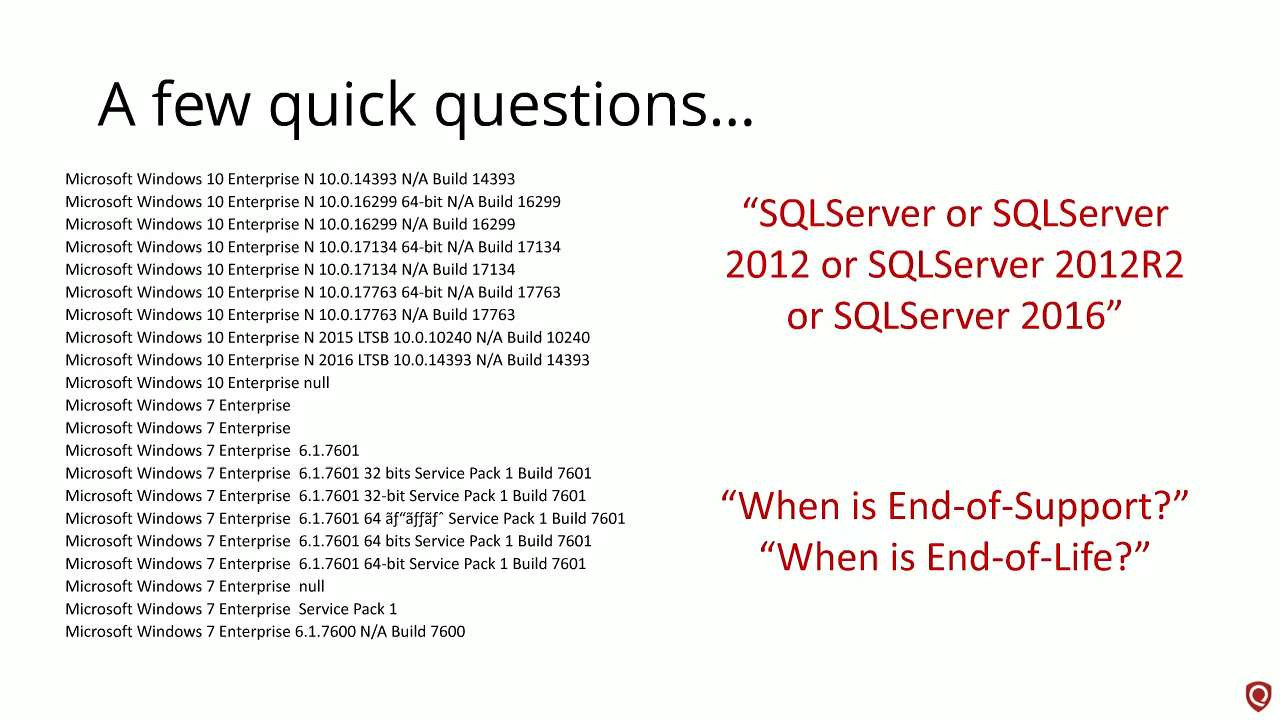 A few quick questions...
Microsoft Windows 10 Enterprise N 10.0.14393 N/A Build 14393
Microsoft Windows 10 Enterprise N 10.0.16299 64-bit N/A Build 16299
Microsoft Windows 10 Enterprise N 10.0.16299 N/A Build 16299
Microsoft Windows 10 Enterprise N 10.0.17134 64-bit N/A Build 17134
Microsoft Windows 10 Enterprise N 10.0.17134 N/A Build 17134
Microsoft Windows 10 Enterprise N 10.0.17763 64-bit N/A Build 17763
Microsoft Windows 10 Enterprise N 10.0.17763 N/A Build 17763
Microsoft Windows 10 Enterprise N 2015 LTSB 10.0.10240 N/A Build 10240
Microsoft Windows 10 Enterprise N 2016 LTSB 10.0.14393 N/A Build 14393
Microsoft Windows 10 Enterprise null
Microsoft Windows 7 Enterprise
Microsoft Windows 7 Enterprise
Microsoft Windows 7 Enterprise  6.1.7601
Microsoft Windows 7 Enterprise  6.1.7601 32 bits Service Pack 1 Build 7601
Microsoft Windows 7 Enterprise  6.1.7601 32-bit Service Pack 1 Build 7601
Microsoft Windows 7 Enterprise  6.1.7601 64 ãƒ“ãƒƒãƒˆ Service Pack 1 Build 7601
Microsoft Windows 7 Enterprise  6.1.7601 64 bits Service Pack 1 Build 7601
Microsoft Windows 7 Enterprise  6.1.7601 64-bit Service Pack 1 Build 7601
Microsoft Windows 7 Enterprise  null
Microsoft Windows 7 Enterprise  Service Pack 1
Microsoft Windows 7 Enterprise 6.1.7600 N/A Build 7600
“SQLServer or SQLServer
2012 or SQLServer 2012R2
or SQLServer 2016”
“When is End-of-Support?”
“When is End-of-Life?”